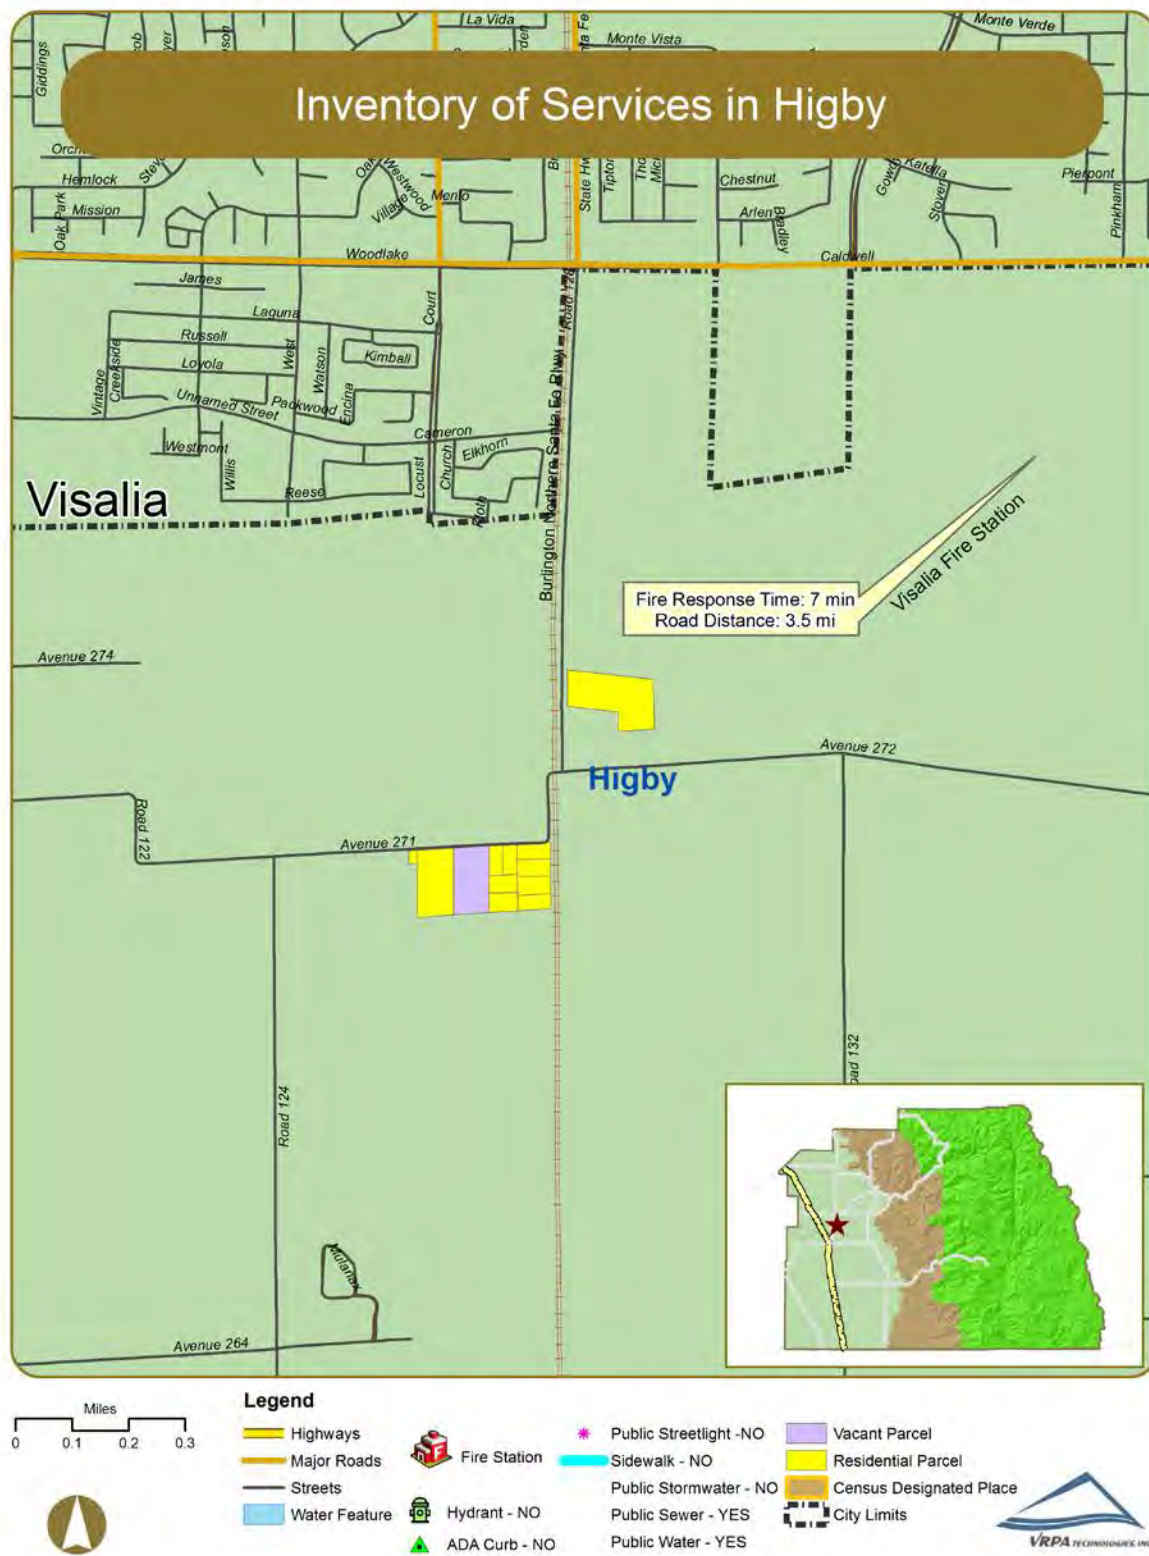 La Vida
Monte Verde
Monte Vista
Giddings
Inventory of Services in Higby
Hemlock
Mission
Oak Park
Oak
Westwood
Village
Menlo
State Hw
Tipton
Chestnut
Arlen
Bradley
Katella
Stover
Pierpont
Pinkham
Woodlake
Caldwell
James
Laguna
Court
Road 128
Russell
Loyola
West
Watson
Kimball
Vintage
Creekside
Unnamed Street
Packwood
Encina
Cameron
Westmont
Willis
Reese
Locust
Church
Elkhorn
Burlington Northern Santa Fe Rlwy
Visalia
Visalia Fire Station
Fire Response Time: 7 min
Road Distance: 3.5 mi
Avenue 274
Avenue 272
Higby
Road 122
Avenue 271
Road 124
oad 132
Mulanax
Avenue 264
Miles
0 0.1 0.2 0.3
Legend
Highways
Major Roads
Streets
Water Feature
Fire Station
Hydrant - NO
ADA Curb - NO
Public Streetlight -NO
Sidewalk - NO
Public Stormwater - NO
Public Sewer - YES
Public Water - YES
Vacant Parcel
Residential Parcel
Census Designated Place
City Limits
VRPA TECHNOLOGIES, INC